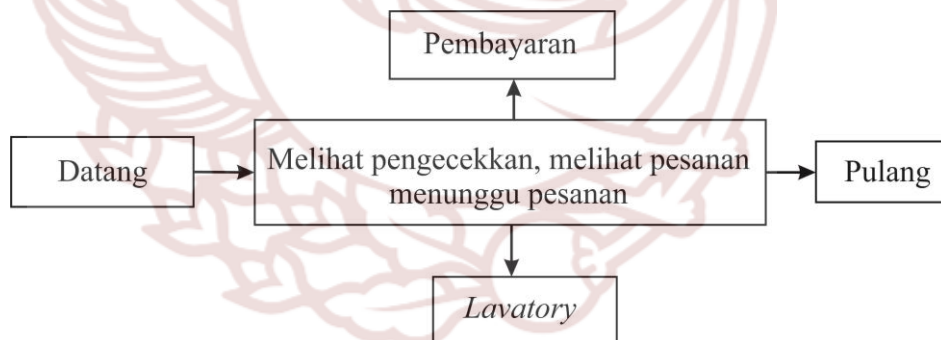 Pembayaran
Datang
Melihat pengecekkan, melihat pesanan
menunggu pesanan
Pulang
Lavatory